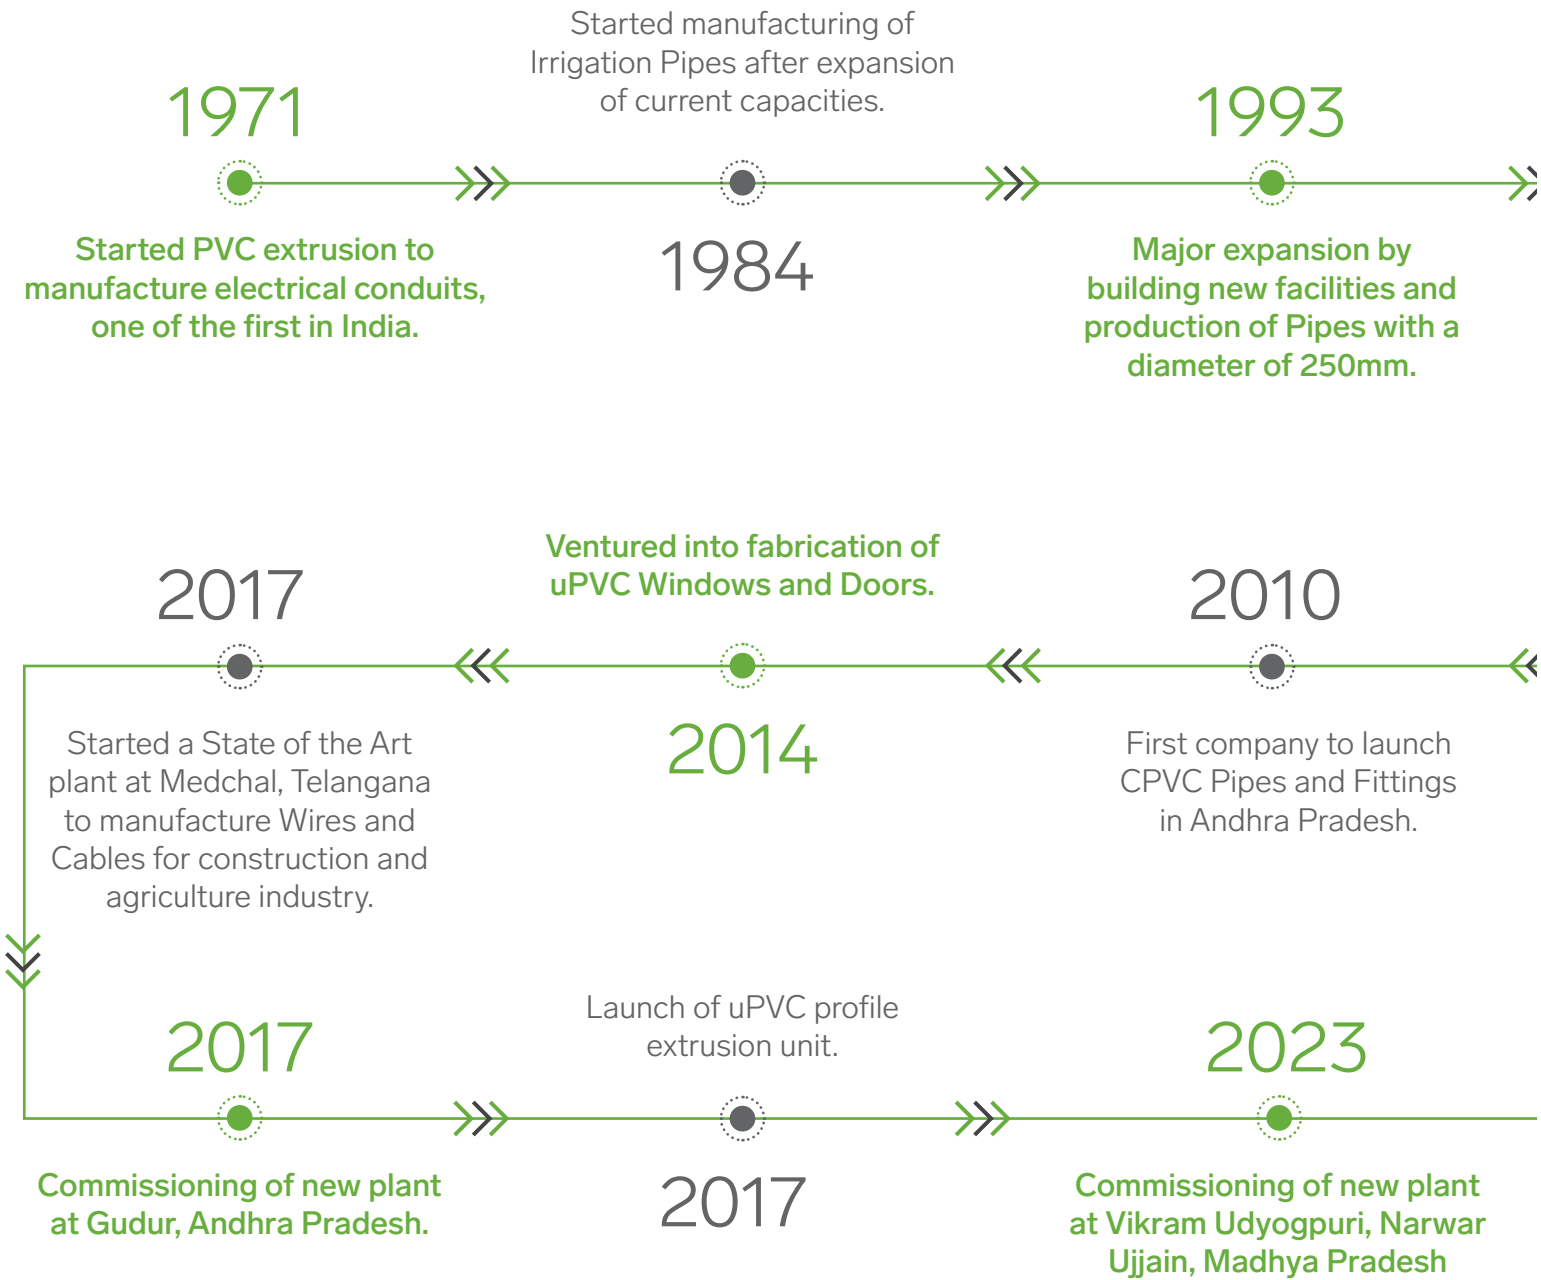 1971
Started PVC extrusion to
manufacture electrical conduits,
one of the first in India.
Started manufacturing of
Irrigation Pipes after expansion
of current capacities.
1984
1993
Major expansion by
building new facilities and
production of Pipes with a
diameter of 250mm.
2010
First company to launch
CPVC Pipes and Fittings
in Andhra Pradesh.
Ventured into fabrication of
uPVC Windows and Doors.
2014
2017
Started a State of the Art
plant at Medchal, Telangana
to manufacture Wires and
Cables for construction and
agriculture industry.
2017
Commissioning of new plant
at Gudur, Andhra Pradesh.
Launch of uPVC profile
extrusion unit.
2017
2023
Commissioning of new plant
at Vikram Udyogpuri, Narwar
Ujjain, Madhya Pradesh